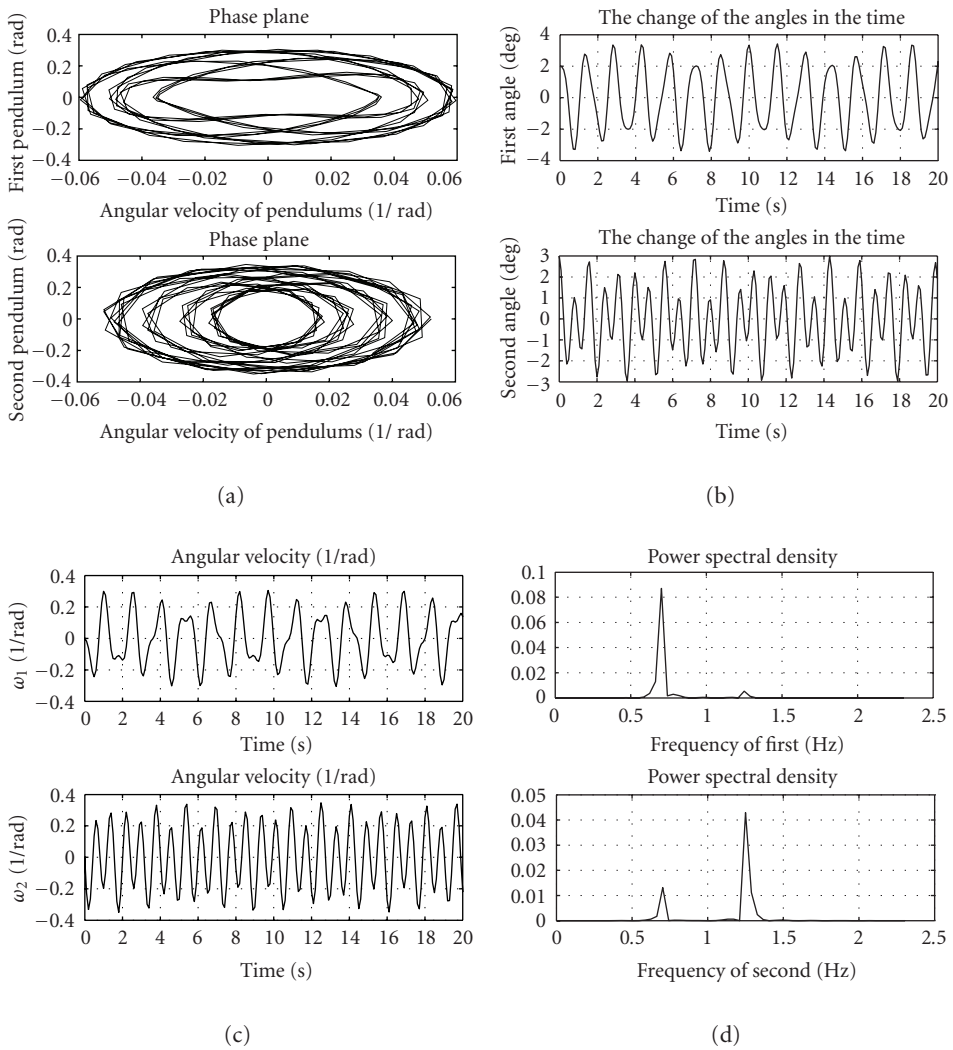 Phase plane
First pendulum (rad)
0.4
0.2
0
−0.2
−0.4
−0.06 −0.04 −0.02 0 0.02 0.04 0.06
Angular velocity of pendulums (1/ rad)
Phase plane
Second pendulum (rad)
0.4
0.2
0
−0.2
−0.4
−0.06 −0.04 −0.02 0 0.02 0.04 0.06
Angular velocity of pendulums (1/ rad)
(a)
The change of the angles in the time
First angle (deg)
4
2
0
−2
−4
0 2 4 6 8 10 12 14 16 18 20
Time (s)
The change of the angles in the time
Second angle (deg)
3
2
1
0
−1
−2
−3
0 2 4 6 8 10 12 14 16 18 20
Time (s)
(b)
Angular velocity (1/rad)
ω1 (1/rad)
0.4
0.2
0
−0.2
−0.4
0 2 4 6 8 10 12 14 16 18 20
Time (s)
Angular velocity (1/rad)
ω2 (1/rad)
0.4
0.2
0
−0.2
−0.4
0 2 4 6 8 10 12 14 16 18 20
Time (s)
(c)
Power spectral density
0.1
0.08
0.06
0.04
0.02
0
0 0.5 1 1.5 2 2.5
Frequency of first (Hz)
Power spectral density
0.05
0.04
0.03
0.02
0.01
0
0 0.5 1 1.5 2 2.5
Frequency of second (Hz)
(d)